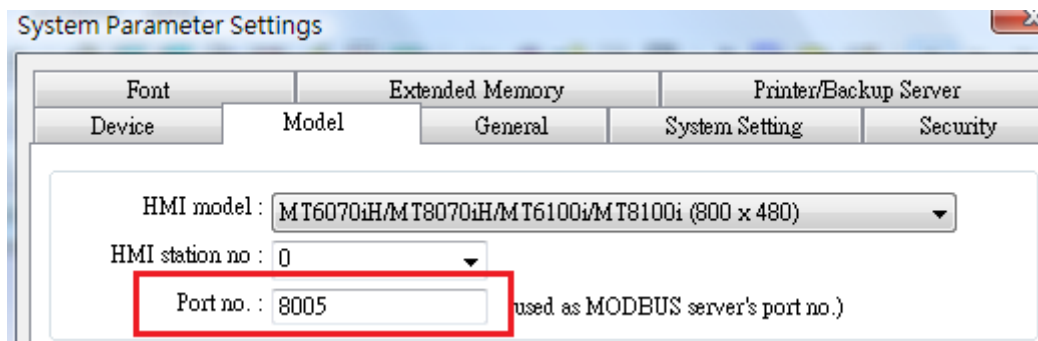 System Parameter Settings
Font Extended Memory Printer/Backup Server
Device Model General System Setting Security
HMI model : MT6070iH/MT8070iH/MT6100i/MT8100i (800 x 480)
HMI station no : 0
Port no. : 8005 used as MODBUS server's port no.)